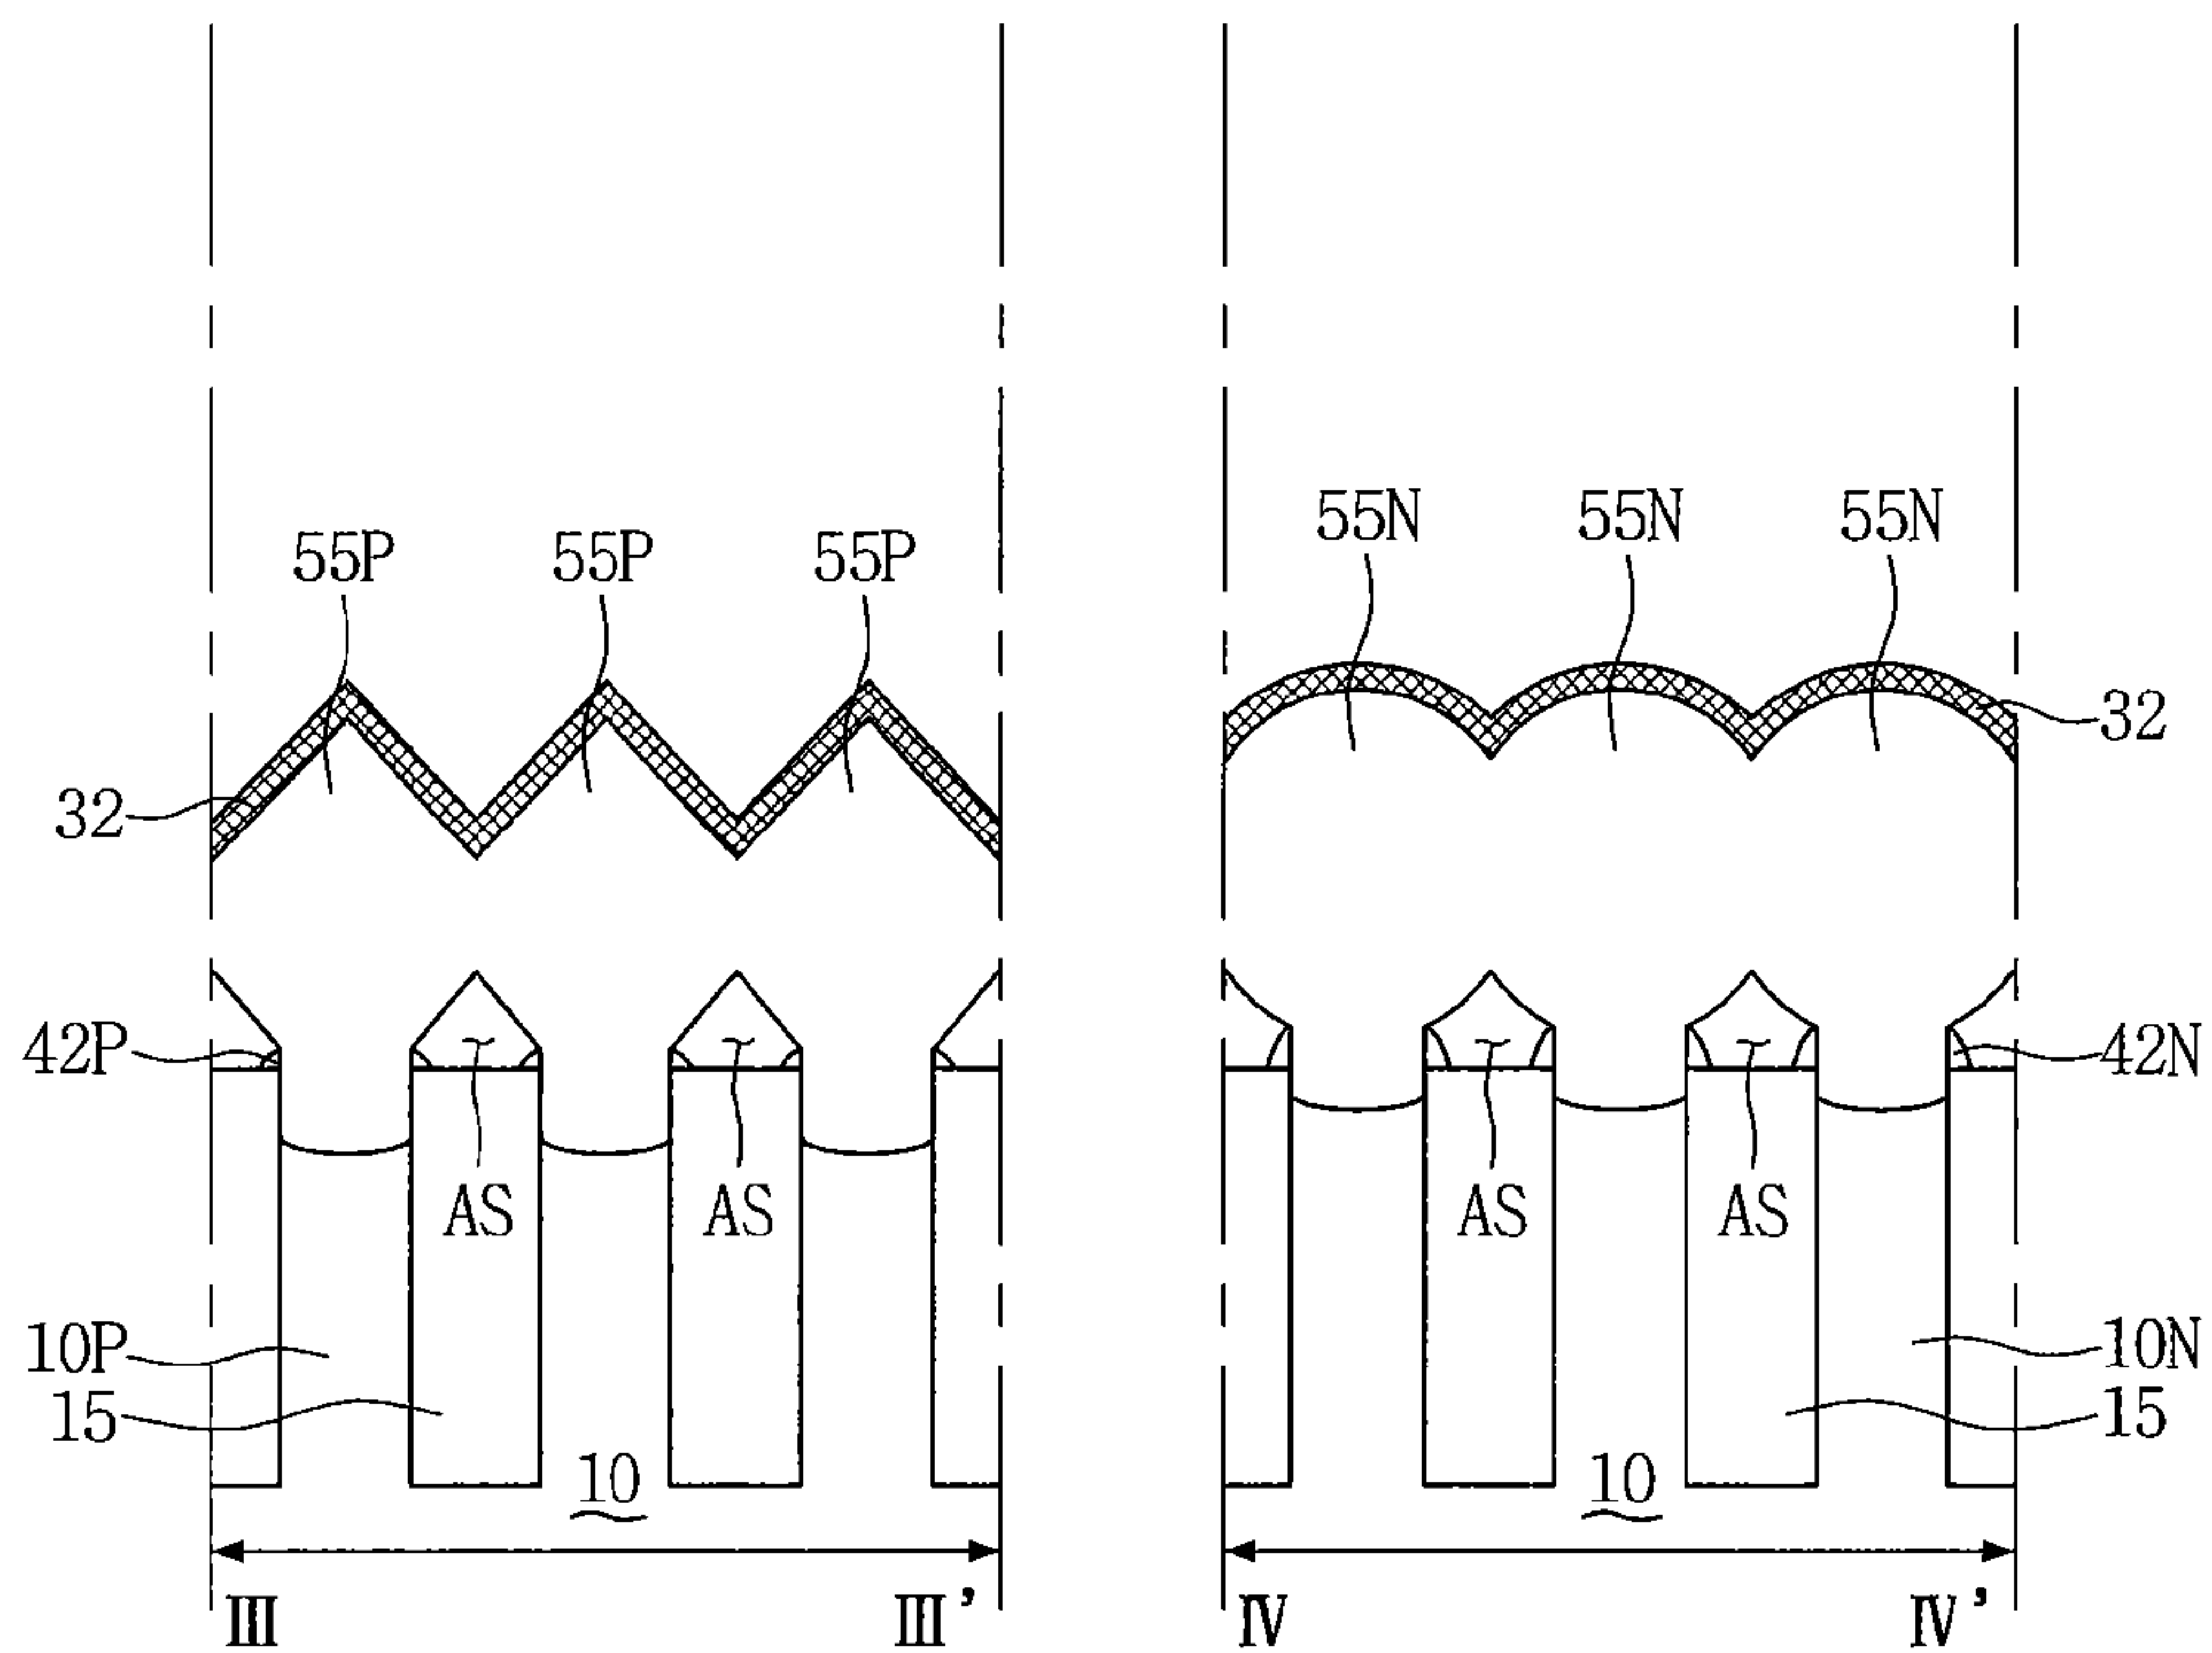 55N 55N 55N
55P 55P 55P
32
32
42P
42N
AS AS AS AS
10P
10N
15
15
10 10
III III' IV IV'